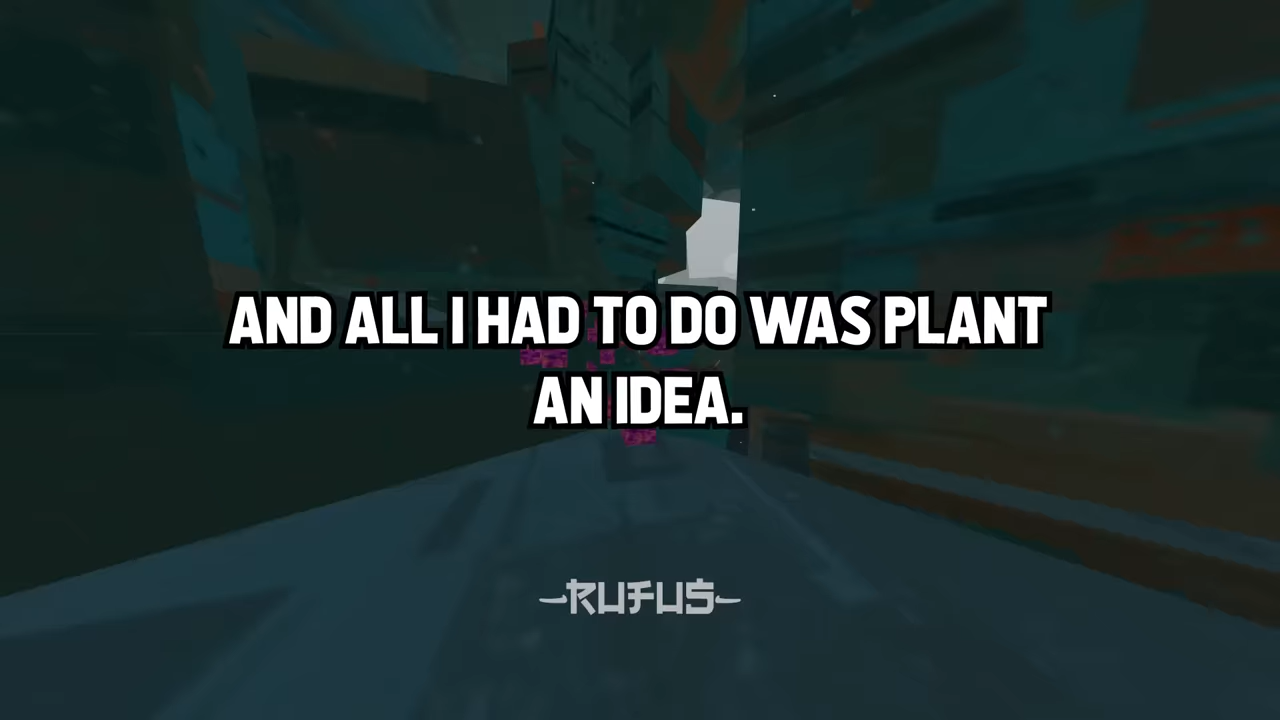 AND ALL I HAD TO DO WAS PLANT
AN IDEA.
-RUFUS-